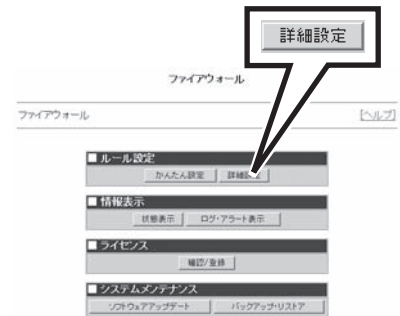 詳細設定
ファイアウォール
ファイアウォール [ヘルプ]
■ ルール設定
かんたん設定 詳細設定
■ 情報表示
状態表示 ログ・アラート表示
■ ライセンス
確認/登録
■ システムメンテナンス
ソフトウェアアップデート バックアップ・リストア